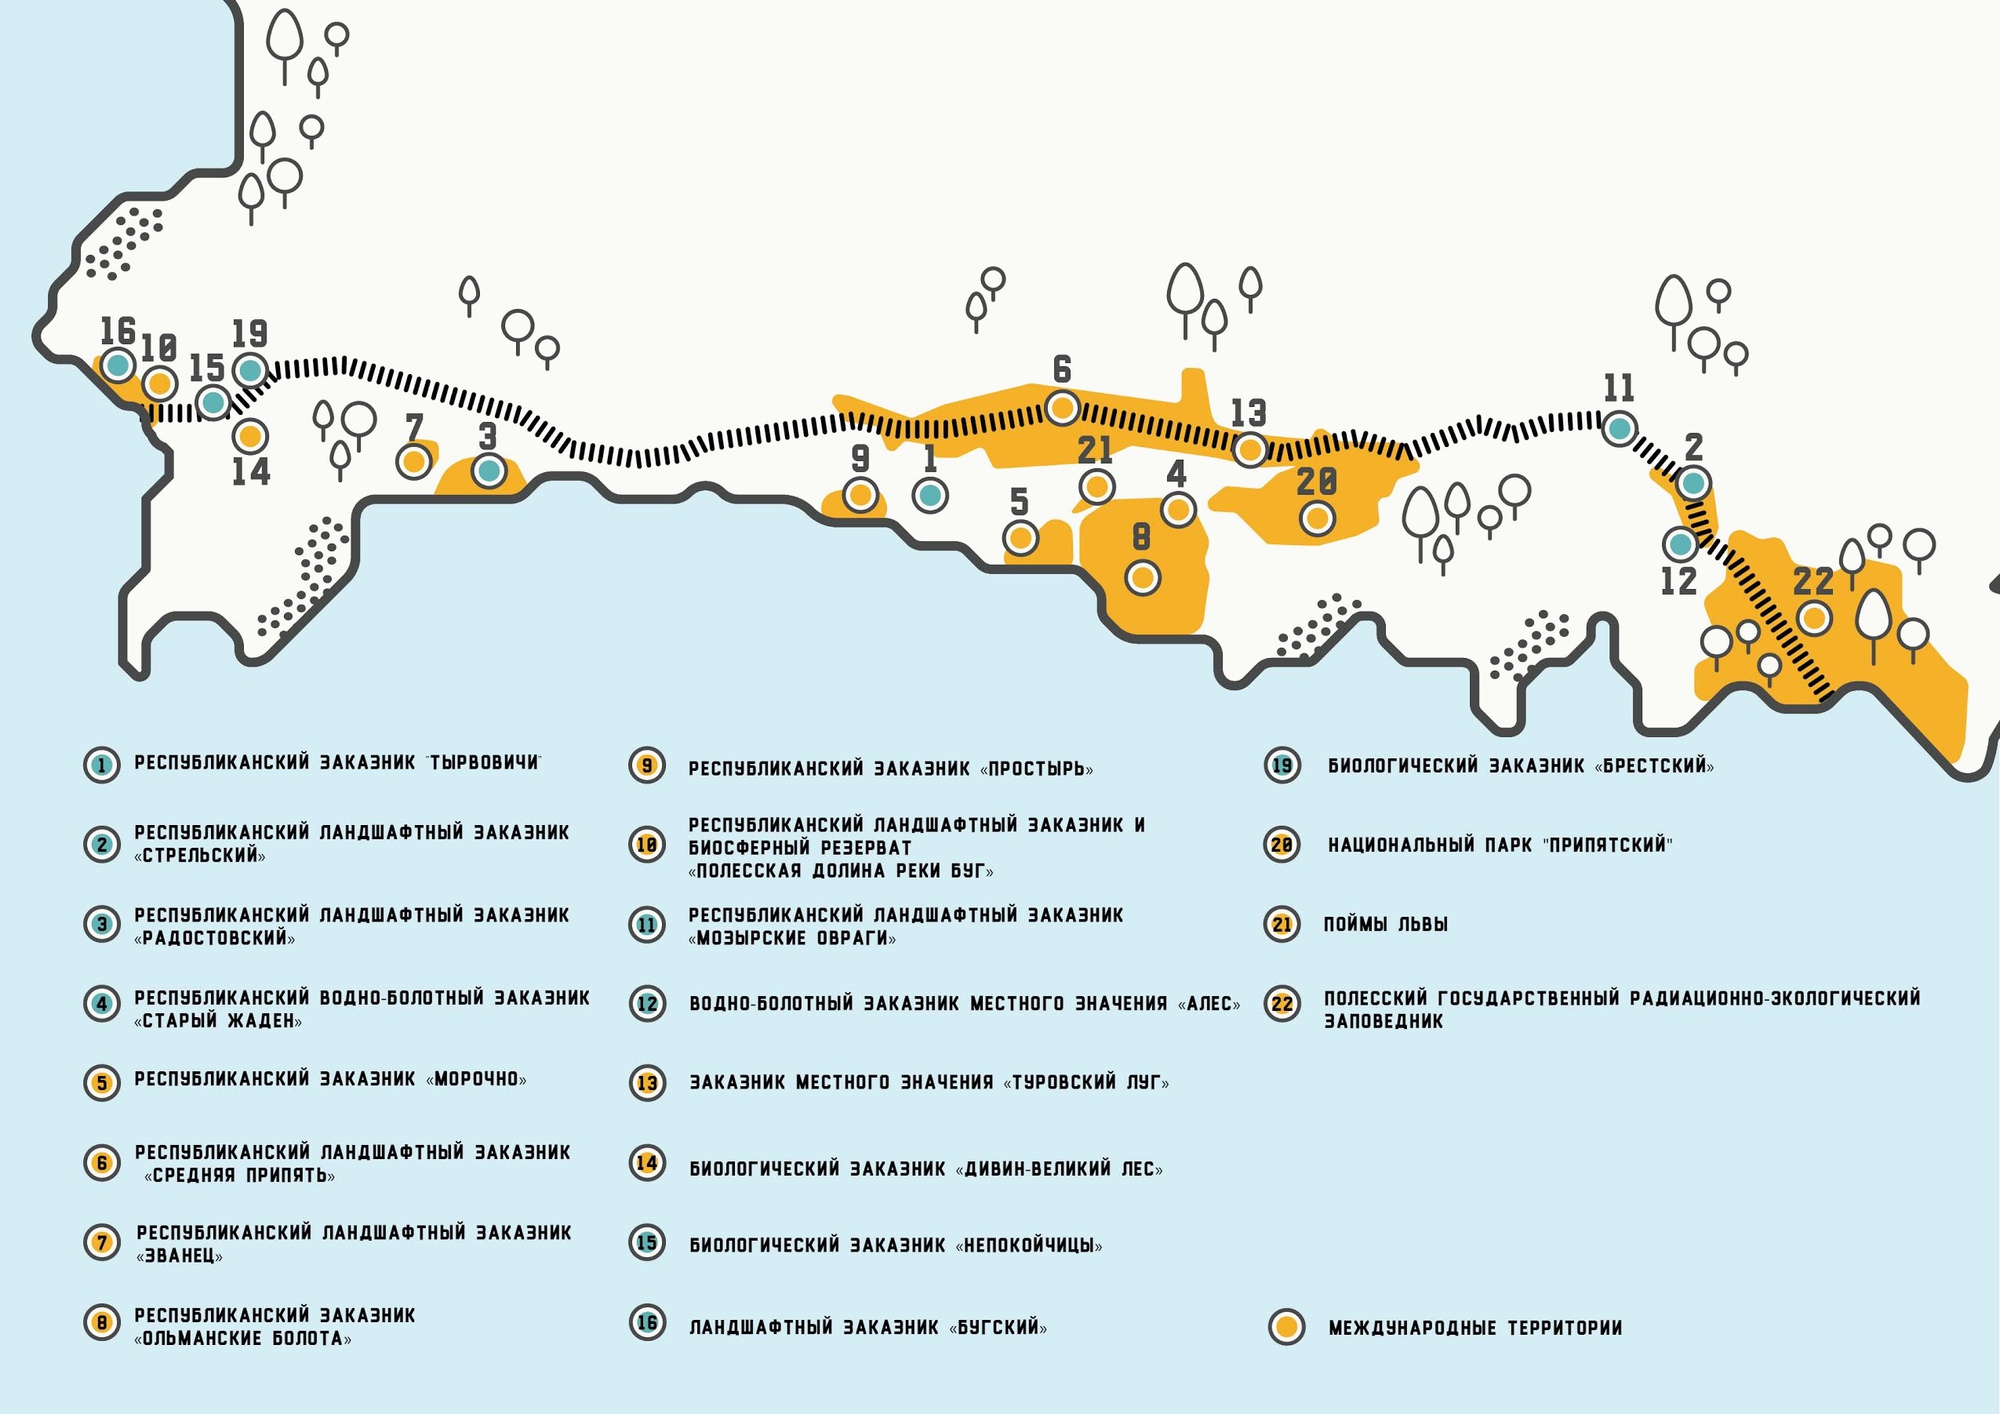 16
10
15
19
14
7
3
9
1
6
5
21
4
8
13
20
11
2
12
22
1 РЕСПУБЛИКАНСКИЙ ЗАКАЗНИК "ТЫРВОВИЧИ"
2 РЕСПУБЛИКАНСКИЙ ЛАНДШАФТНЫЙ ЗАКАЗНИК
«СТРЕЛЬСКИЙ»
3 РЕСПУБЛИКАНСКИЙ ЛАНДШАФТНЫЙ ЗАКАЗНИК
«РАДОСТОВСКИЙ»
4 РЕСПУБЛИКАНСКИЙ ВОДНО-БОЛОТНЫЙ ЗАКАЗНИК
«СТАРЫЙ ЖАДЕН»
5 РЕСПУБЛИКАНСКИЙ ЗАКАЗНИК «МОРОЧНО»
6 РЕСПУБЛИКАНСКИЙ ЛАНДШАФТНЫЙ ЗАКАЗНИК
«СРЕДНЯЯ ПРИПЯТЬ»
7 РЕСПУБЛИКАНСКИЙ ЛАНДШАФТНЫЙ ЗАКАЗНИК
«ЗВАНЕЦ»
8 РЕСПУБЛИКАНСКИЙ ЗАКАЗНИК
«ОЛЬМАНСКИЕ БОЛОТА»
9 РЕСПУБЛИКАНСКИЙ ЗАКАЗНИК «ПРОСТЫРЬ»
10 РЕСПУБЛИКАНСКИЙ ЛАНДШАФТНЫЙ ЗАКАЗНИК И
БИОСФЕРНЫЙ РЕЗЕРВАТ
«ПОЛЕССКАЯ ДОЛИНА РЕКИ БУГ»
11 РЕСПУБЛИКАНСКИЙ ЛАНДШАФТНЫЙ ЗАКАЗНИК
«МОЗЫРСКИЕ ОВРАГИ»
12 ВОДНО-БОЛОТНЫЙ ЗАКАЗНИК МЕСТНОГО ЗНАЧЕНИЯ «АЛЕС»
13 ЗАКАЗНИК МЕСТНОГО ЗНАЧЕНИЯ «ТУРОВСКИЙ ЛУГ»
14 БИОЛОГИЧЕСКИЙ ЗАКАЗНИК «ДИВИН-ВЕЛИКИЙ ЛЕС»
15 БИОЛОГИЧЕСКИЙ ЗАКАЗНИК «НЕПОКОЙЧИЦЫ»
16 ЛАНДШАФТНЫЙ ЗАКАЗНИК «БУГСКИЙ»
19 БИОЛОГИЧЕСКИЙ ЗАКАЗНИК «БРЕСТСКИЙ»
20 НАЦИОНАЛЬНЫЙ ПАРК "ПРИПЯТСКИЙ"
21 ПОЙМЫ ЛЬВЫ
22 ПОЛЕССКИЙ ГОСУДАРСТВЕННЫЙ РАДИАЦИОННО-ЭКОЛОГИЧЕСКИЙ
ЗАПОВЕДНИК
МЕЖДУНАРОДНЫЕ ТЕРРИТОРИИ